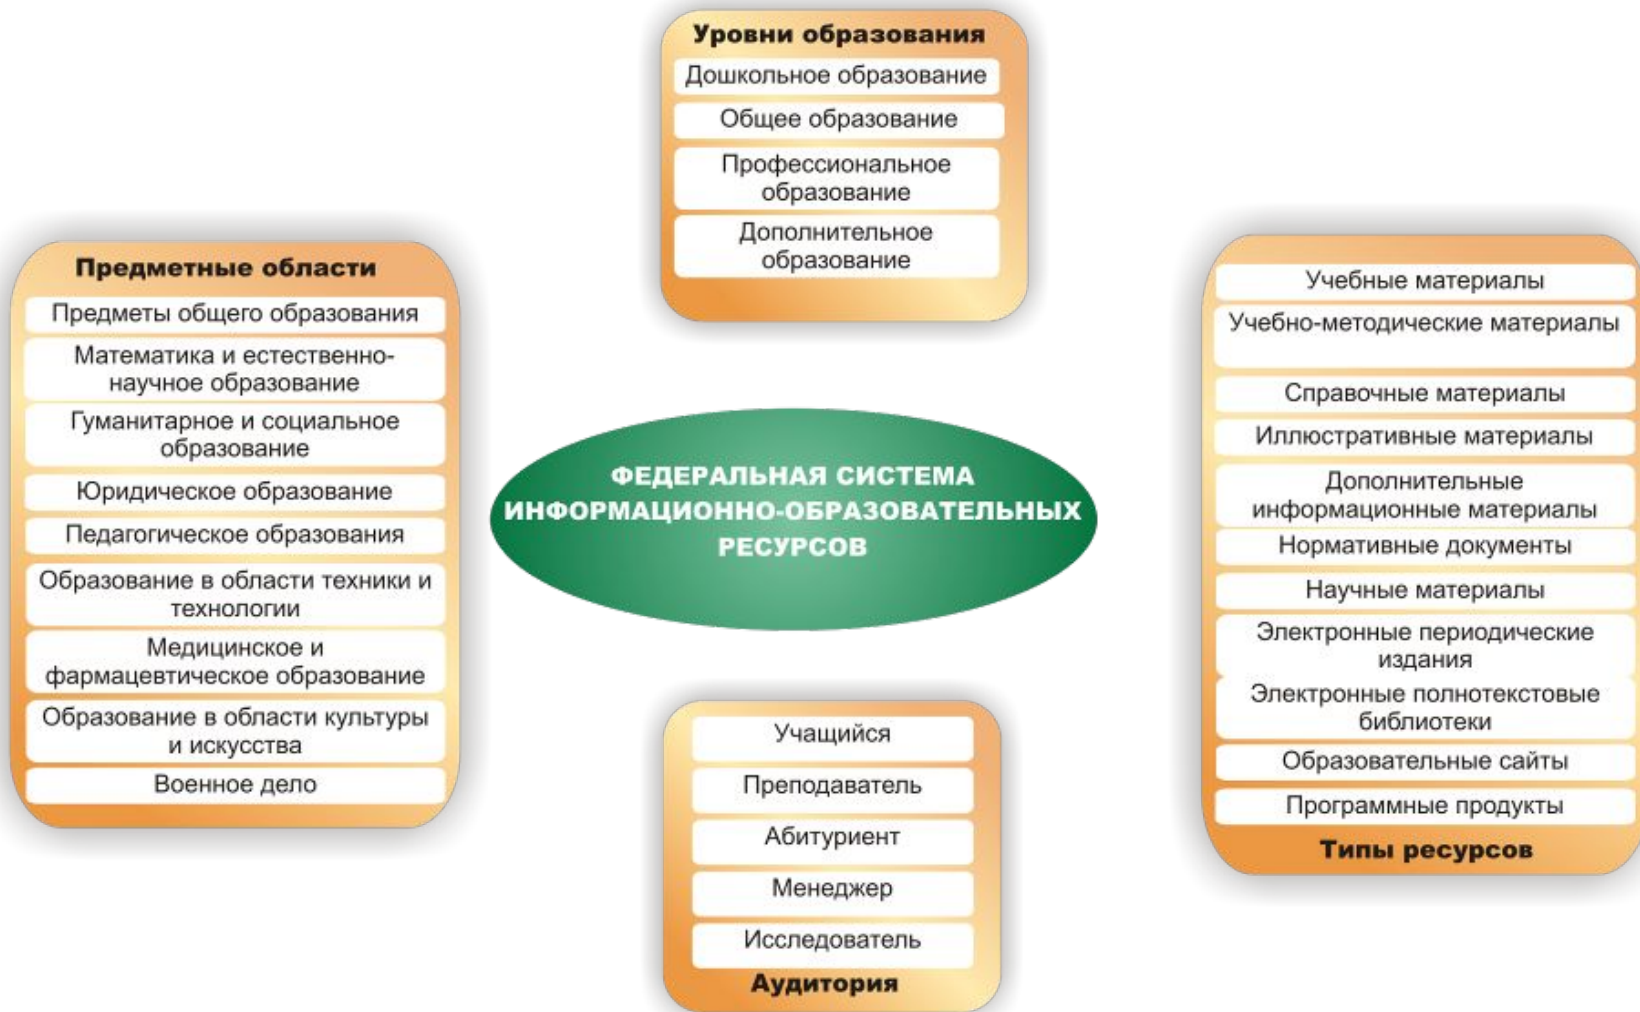 Уровни образования
Дошкольное образование
Общее образование
Профессиональное
образование
Дополнительное
образование
Предметные области
Предметы общего образования
Математика и естественно-
научное образование
Гуманитарное и социальное
образование
Юридическое образование
Педагогическое образования
Образование в области техники и
технологии
Медицинское и
фармацевтическое образование
Образование в области культуры
и искусства
Военное дело
ФЕДЕРАЛЬНАЯ СИСТЕМА
ИНФОРМАЦИОННО-ОБРАЗОВАТЕЛЬНЫХ
РЕСУРСОВ
Учебные материалы
Учебно-методические материалы
Справочные материалы
Иллюстративные материалы
Дополнительные
информационные материалы
Нормативные документы
Научные материалы
Электронные периодические
издания
Электронные полнотекстовые
библиотеки
Образовательные сайты
Программные продукты
Типы ресурсов
Учащийся
Преподаватель
Абитуриент
Менеджер
Исследователь
Аудитория